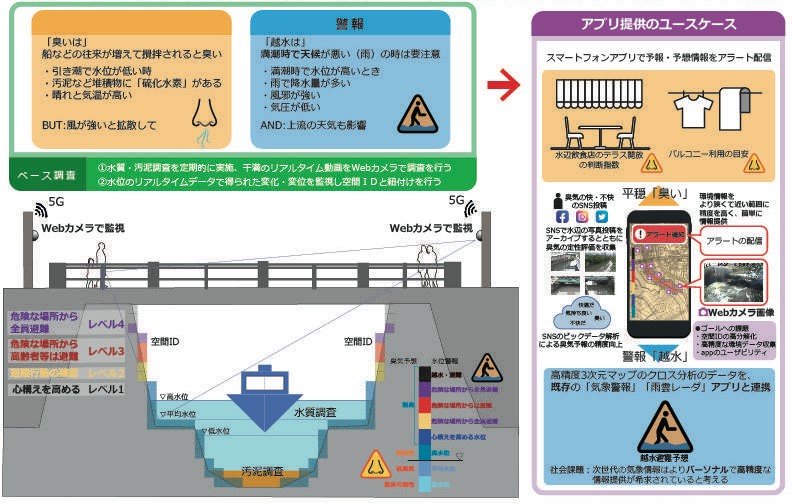 「臭いは」
船などの往来が増えて攪拌されると臭い
・引き潮で水位が低い時
・汚泥など堆積物に「硫化水素」がある
・晴れと気温が高い
BUT:風が強いと拡散して
警報
「越水は」
満潮時で天候が悪い（雨）の時は要注意
・満潮時で水位が高いとき
・雨で降水量が多い
・風邪が強い
・気圧が低い
AND:上流の天気も影響
ベース調査
①水質・汚泥調査を定期的に実施、干満のリアルタイム動画をWebカメラで調査を行う
②水位のリアルタイムデータで得られた変化・変位を監視し空間ＩＤと紐付けを行う
5G
Webカメラで監視
5G
Webカメラで監視
危険な場所から
全員避難
レベル4
危険な場所から
高齢者等は避難
レベル3
避難行動の確認
レベル2
心構えを高める
レベル1
空間ID
空間ID
▽高水位
▽平均水位
▽低水位
水質調査
汚泥調査
臭気予想
水位警報
越水・避難
危険な場所から全員避難
危険な場所からは避難
危険な場所から全員避難
心構えを高める水位
高水位
低水位
アプリ提供のユースケース
スマートフォンアプリで予報・予想情報をアラート配信
水辺飲食店のテラス開放
の判断指数
バルコニー利用の目安
平穏「臭い」
臭気の快・不快
のSNS投稿
SNSで水辺の写真投稿を
アーカイブするとともに
臭気の定性評価を収集
快適だ
気持ち良い
臭い
不快だ
SNSのビックデータ解析
による臭気予報の精度向上
環境情報を
より狭くて近い範囲に
精度を高く、簡単に
情報提供
アラート通知
アラートの配信
Webカメラ画像
●ゴールへの課題
・空間IDの高分解化
・高精度な環境データ収集
・appのユーザビリティ
警報「越水」
高精度3次元マップのクロス分析のデータを、
既存の「気象警報」「雨雲レーダ」アプリと連携
越水避難予想
社会課題：次世代の気象情報はよりパーソナルで高精度な
情報提供が希求されていると考える